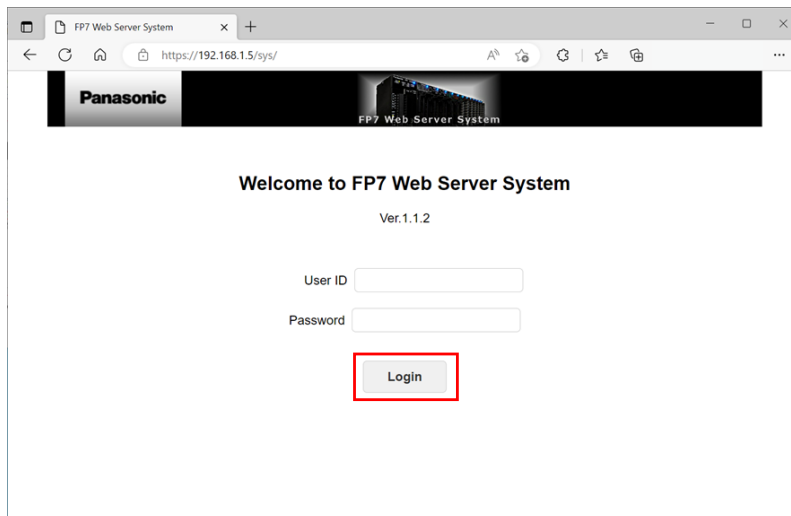 FP7 Web Server System
https://192.168.1.5/sys/
Panasonic
FP7 Web Server System
Welcome to FP7 Web Server System
Ver.1.1.2
User ID
Password
Login